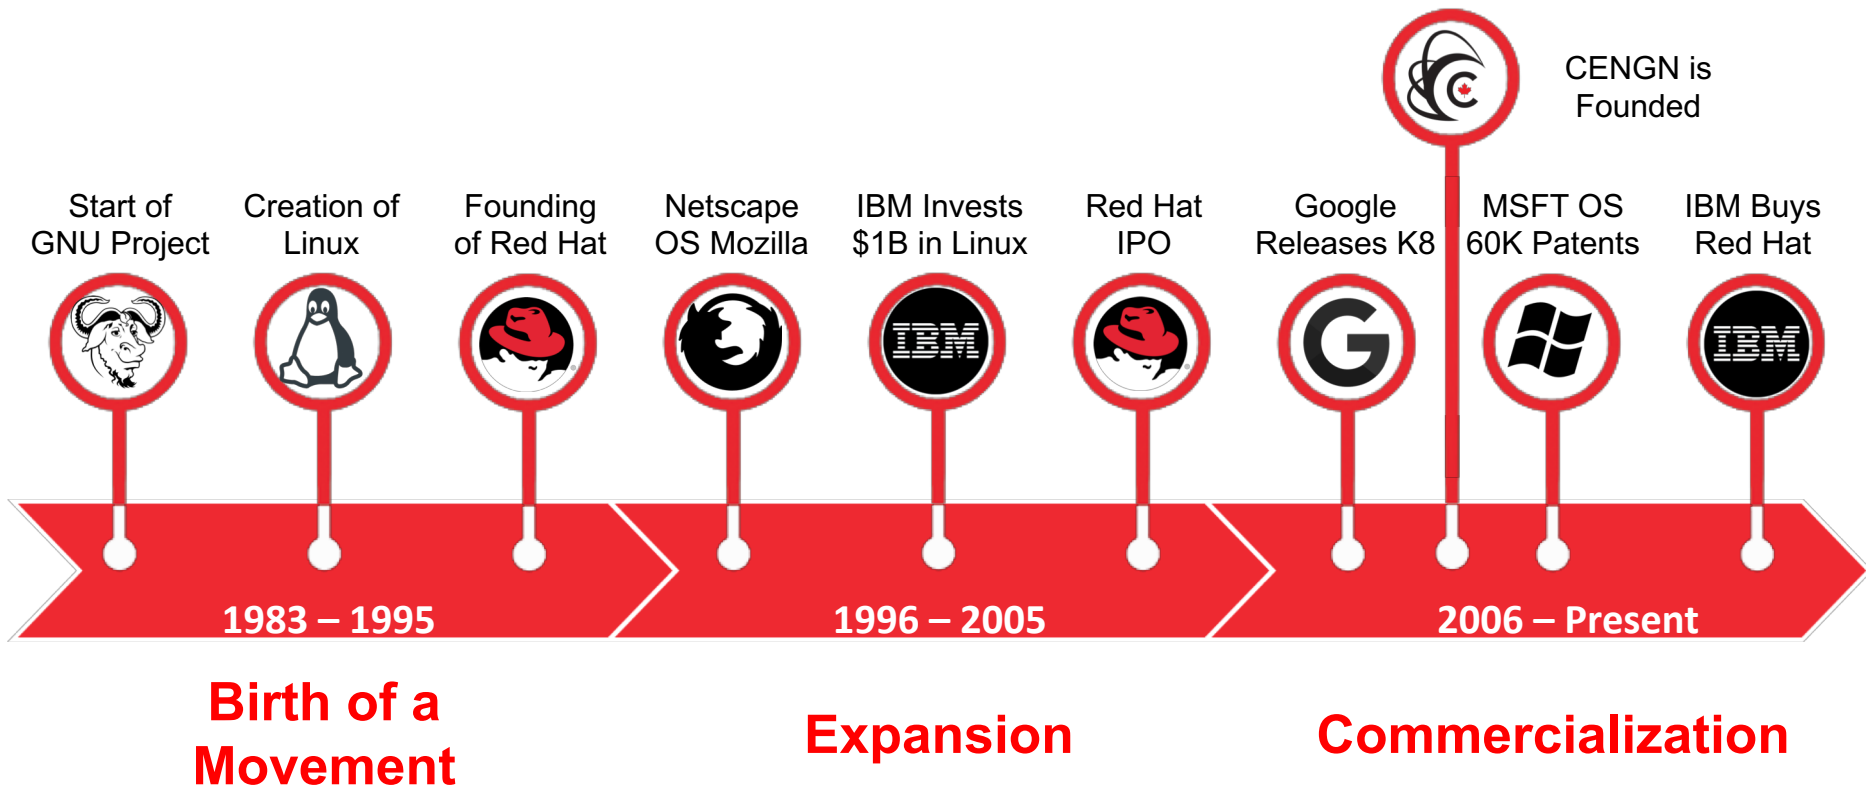 CENGN is
Founded
Start of
GNU Project
Creation of
Linux
Founding
of Red Hat
Netscape
OS Mozilla
IBM Invests
$1B in Linux
Red Hat
IPO
Google
Releases K8
MSFT OS
60K Patents
IBM Buys
Red Hat
IBM
G
C
IBM
1983 – 1995
1996 – 2005
2006 – Present
Birth of a
Movement
Expansion
Commercialization